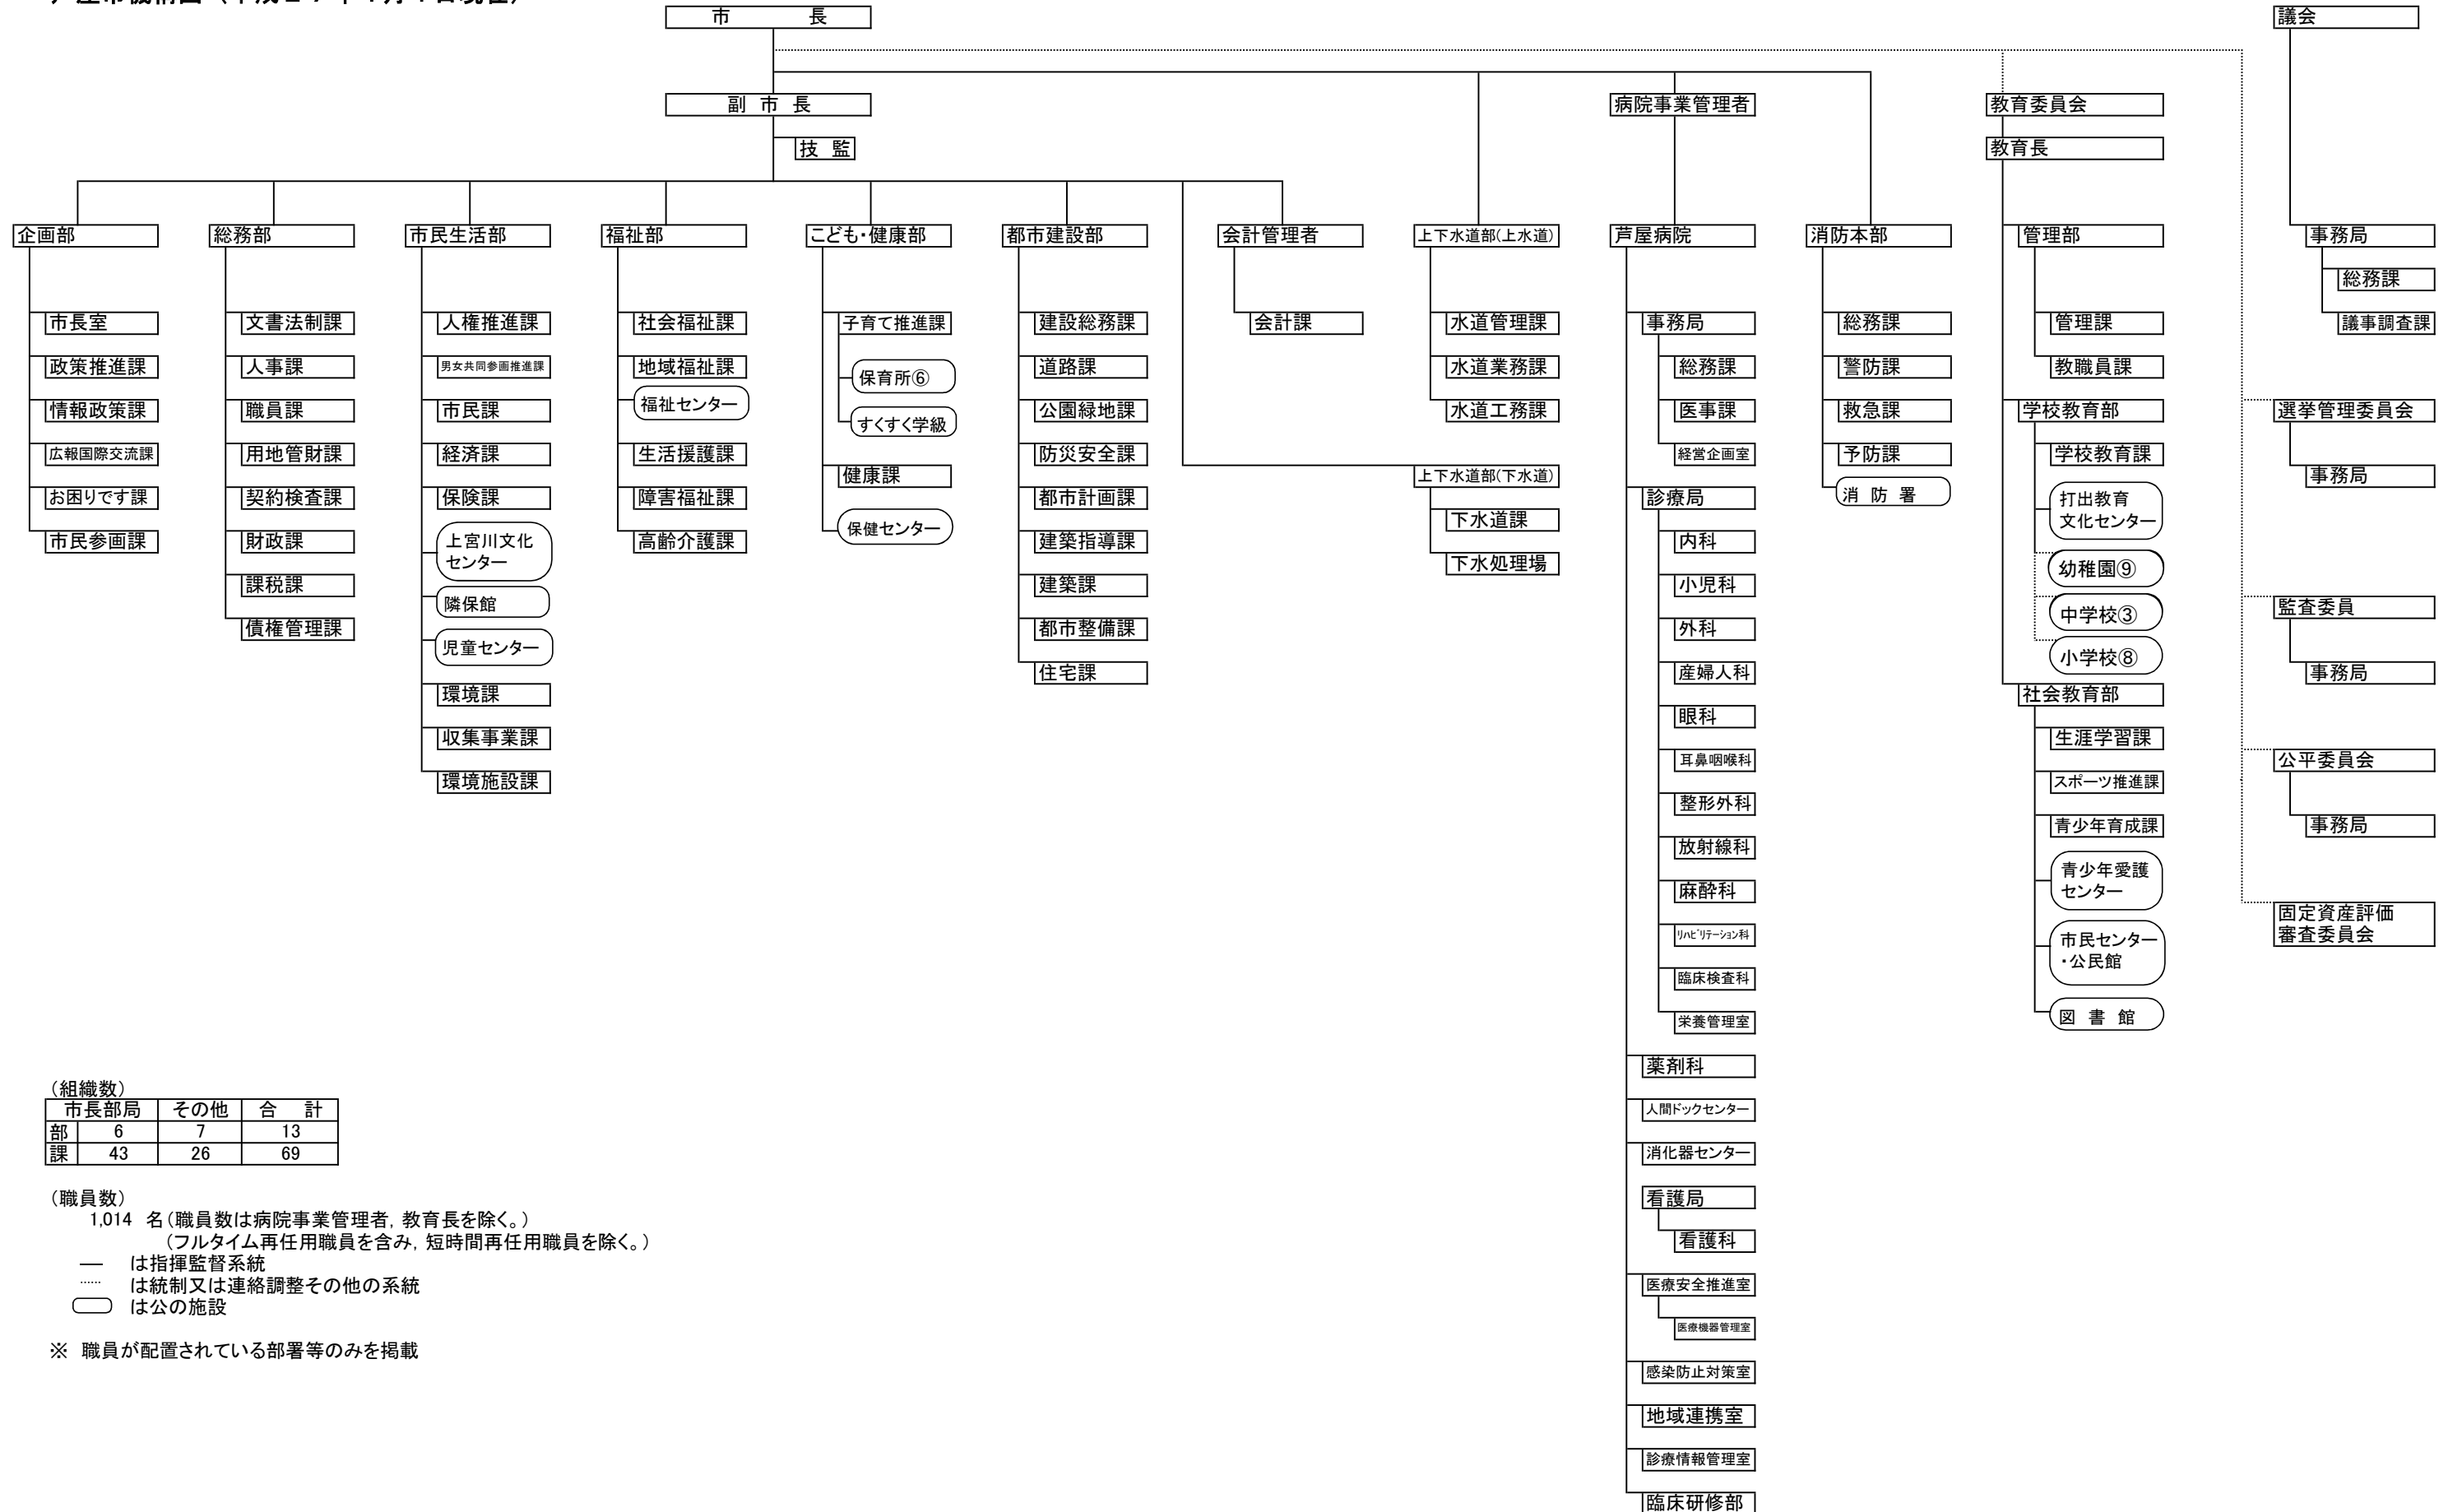 市　長
議会
副 市 長
病院事業管理者
教育委員会
技 監
教育長
企画部
総務部
市民生活部
福祉部
こども・健康部
都市建設部
会計管理者
上下水道部(上水道)
芦屋病院
消防本部
管理部
事務局
総務課
議事調査課
市長室
政策推進課
情報政策課
広報国際交流課
お困りです課
市民参画課
文書法制課
人事課
職員課
用地管財課
契約検査課
財政課
課税課
債権管理課
人権推進課
男女共同参画推進課
市民課
経済課
保険課
上宮川文化
センター
隣保館
児童センター
環境課
収集事業課
環境施設課
社会福祉課
地域福祉課
福祉センター
生活援護課
障害福祉課
高齢介護課
子育て推進課
保育所⑥
すくすく学級
健康課
保健センター
建設総務課
道路課
公園緑地課
防災安全課
都市計画課
建築指導課
建築課
都市整備課
住宅課
会計課
水道管理課
水道業務課
水道工務課
上下水道部(下水道)
下水道課
下水処理場
事務局
総務課
医事課
経営企画室
診療局
内科
小児科
外科
産婦人科
眼科
耳鼻咽喉科
整形外科
放射線科
麻酔科
ﾘﾊﾋﾞﾘﾃｰｼｮﾝ科
臨床検査科
栄養管理室
薬剤科
人間ドックセンター
消化器センター
看護局
看護科
医療安全推進室
医療機器管理室
感染防止対策室
地域連携室
診療情報管理室
臨床研修部
総務課
警防課
救急課
予防課
消 防 署
管理課
教職員課
学校教育部
学校教育課
打出教育
文化センター
幼稚園⑨
中学校③
小学校⑧
社会教育部
生涯学習課
スポーツ推進課
青少年育成課
青少年愛護
センター
市民センター
・公民館
図 書 館
選挙管理委員会
事務局
監査委員
事務局
公平委員会
事務局
固定資産評価
審査委員会
（組織数）
市長部局 その他 合　計
部 6 7 13
課 43 26 69
（職員数）
1,014 名（職員数は病院事業管理者，教育長を除く。）
（フルタイム再任用職員を含み，短時間再任用職員を除く。）
― は指揮監督系統
…… は統制又は連絡調整その他の系統
は公の施設
※ 職員が配置されている部署等のみを掲載